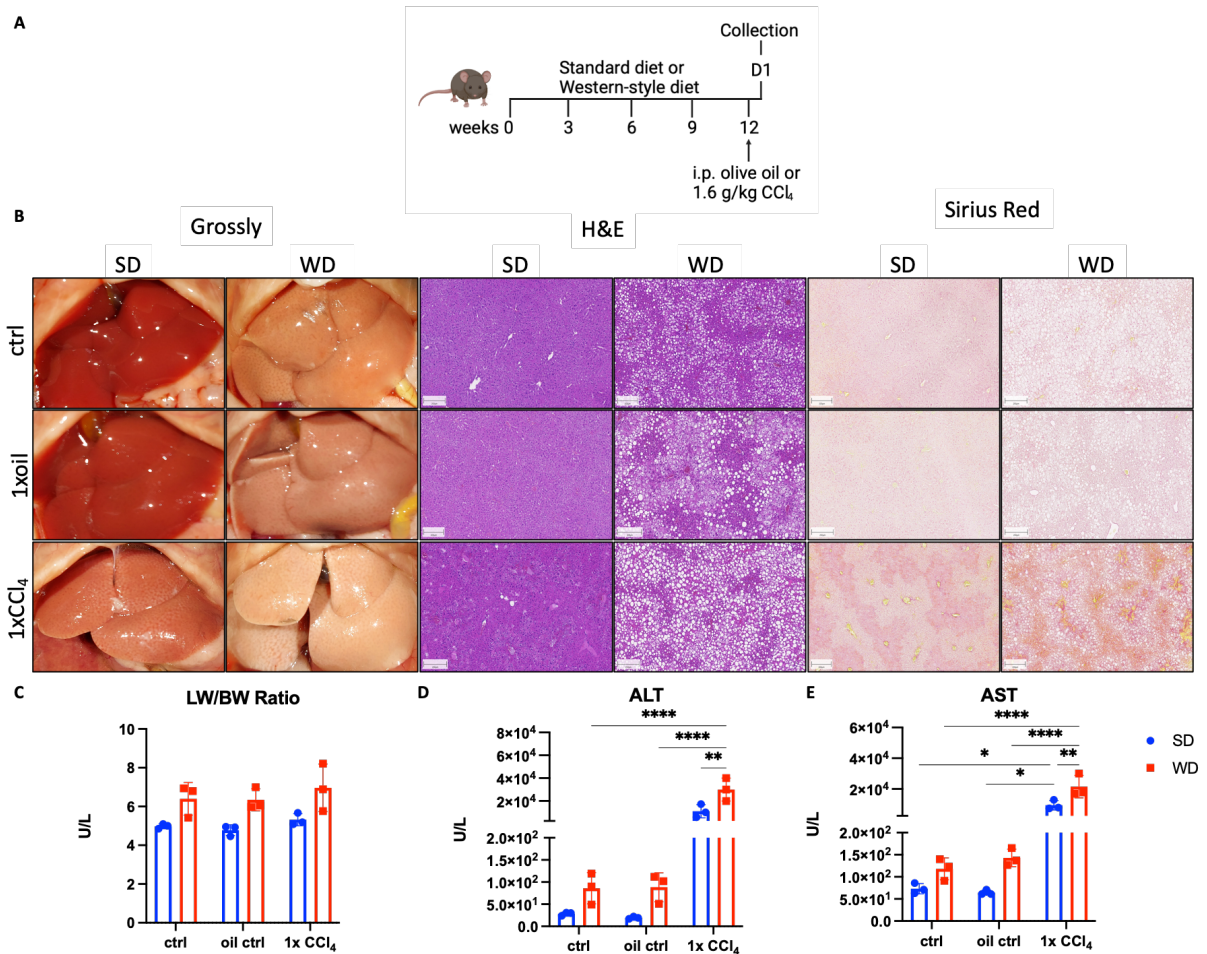 A
Collection
D1
Standard diet or
Western-style diet
weeks 0 3 6 9 12
i.p. olive oil or
1.6 g/kg CCl₄
B
Grossly H&E Sirius Red
SD WD SD WD SD WD
ctrl
1xoil
1xCCl₄
C
LW/BW Ratio
U/L
10
8
6
4
2
0
ctrl oil ctrl 1x CCl₄
D
ALT
****
****
**
U/L
8×10⁴
6×10⁴
4×10⁴
2×10⁴
2.0×10²
1.5×10²
1.0×10²
5.0×10¹
0.0
ctrl oil ctrl 1x CCl₄
E
AST
****
****
* **
*
U/L
6×10⁴
4×10⁴
2×10⁴
2.0×10²
1.5×10²
1.0×10²
5.0×10¹
0.0
ctrl oil ctrl 1x CCl₄
SD
WD